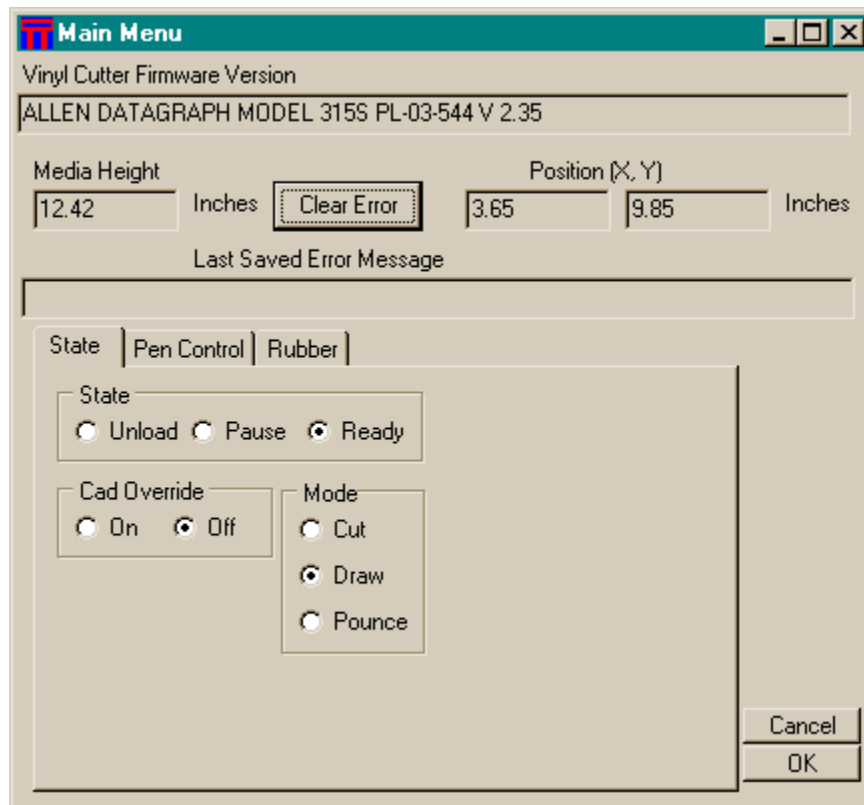 Main Menu
Vinyl Cutter Firmware Version
ALLEN DATAGRAPH MODEL 315S PL-03-544 V 2.35
Media Height Position (X, Y)
12.42 Inches Clear Error 3.65 9.85 Inches
Last Saved Error Message
State Pen Control Rubber
State
Unload Pause Ready
Cad Override Mode
On Off Cut
Draw
Pounce
Cancel
OK